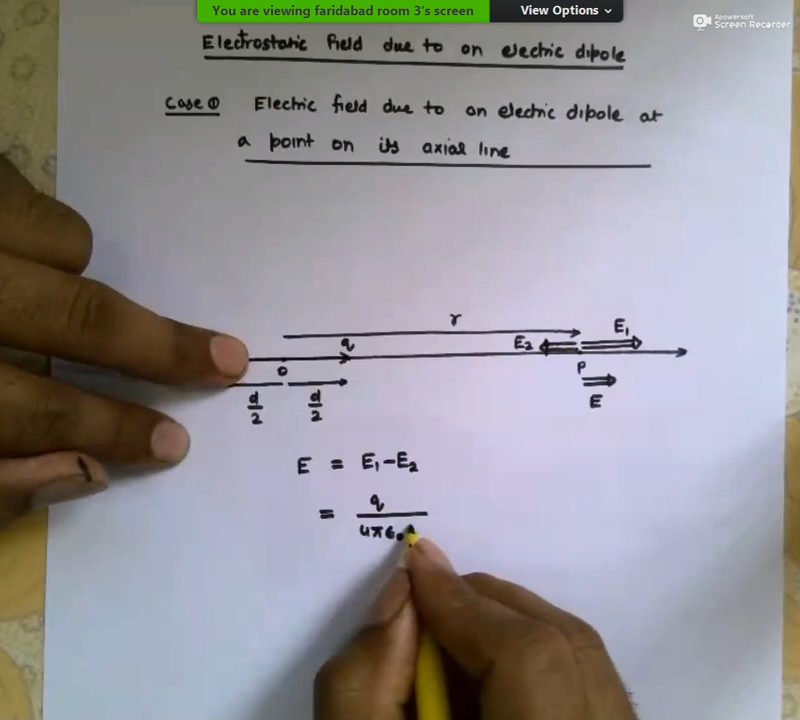 You are viewing faridabad room 3's screen
View Options
Apowersoft
Screen Recorder
Electrostatic field due to an electric dipole
Case ① Electric field due to an electric dipole at
a point on its axial line
r
E₁
E₂
q
O
P
d/2 d/2
E
E = E₁-E₂
= q/4πε₀